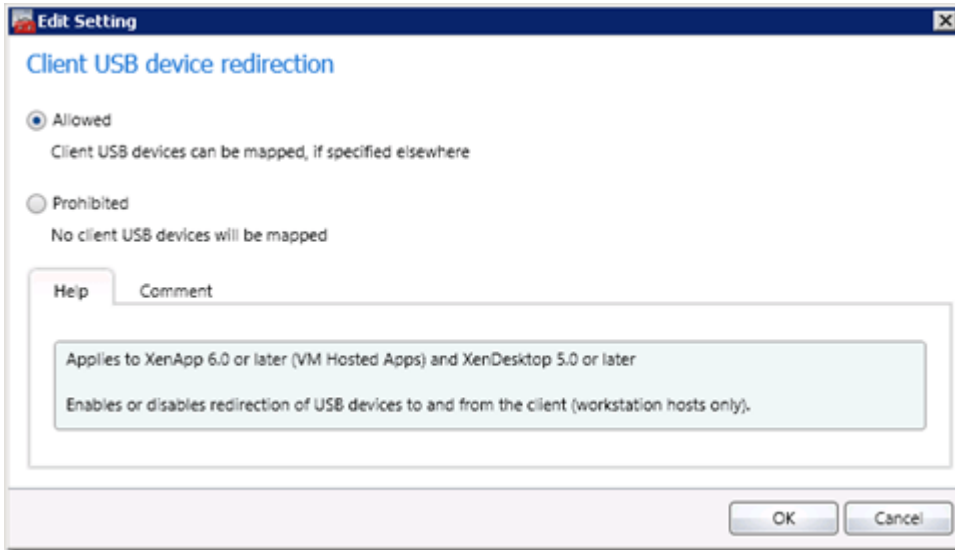 Edit Setting
Client USB device redirection
Allowed
Client USB devices can be mapped, if specified elsewhere
Prohibited
No client USB devices will be mapped
Help Comment
Applies to XenApp 6.0 or later (VM Hosted Apps) and XenDesktop 5.0 or later
Enables or disables redirection of USB devices to and from the client (workstation hosts only).
OK Cancel